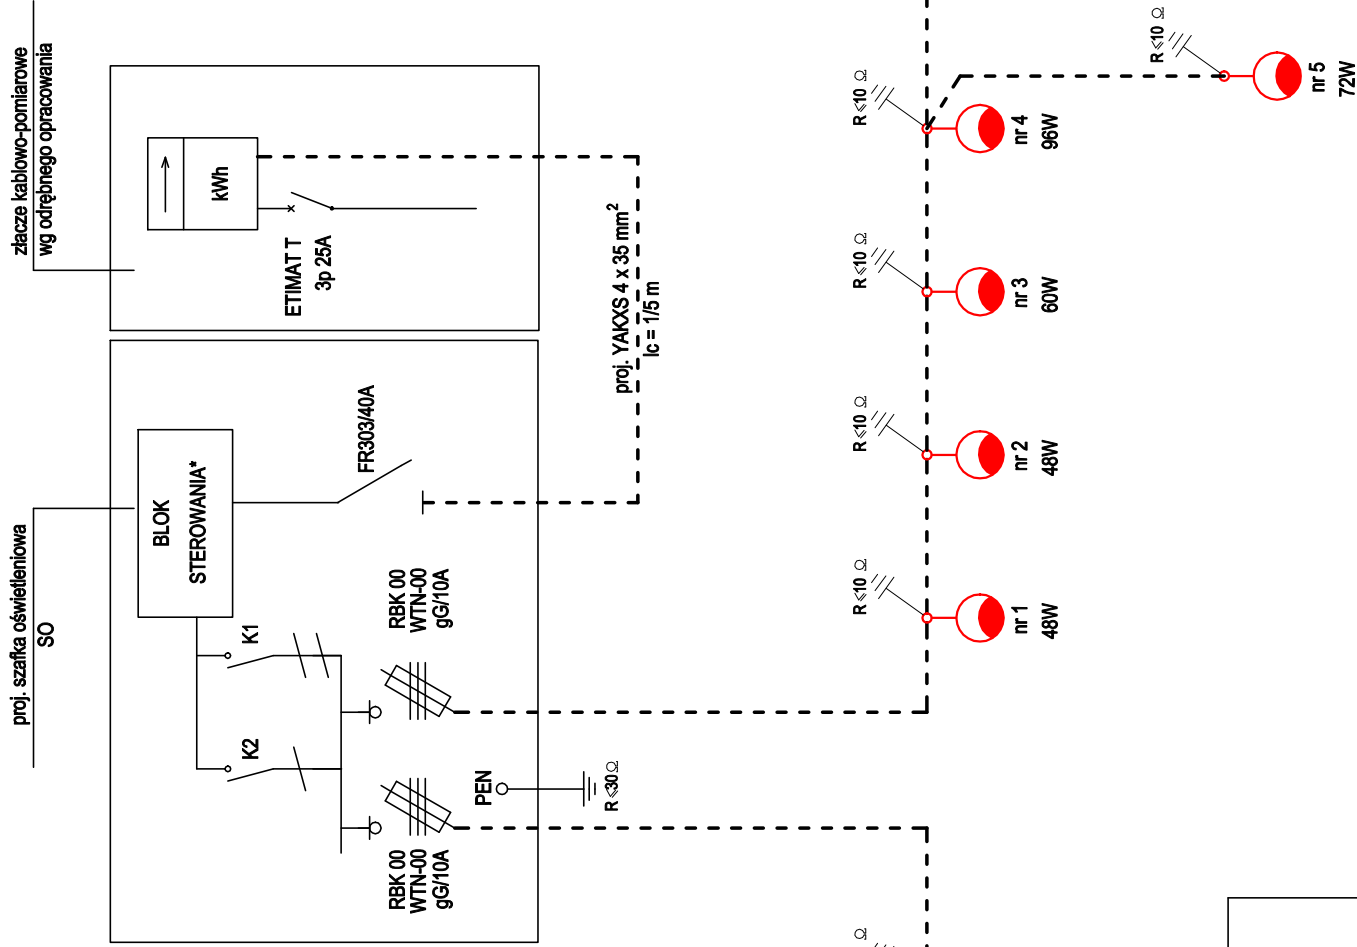 złacze kablowo-pomiarowe
wg odrębnego opracowania
kWh
ETIMAT T
3p 25A
proj. YAKXS 4 x 35 mm²
lc = 1/5 m
proj. szafka oświetleniowa
SO
BLOK
STEROWANIA*
FR303/40A
K1
K2
RBK 00
WTN-00
gG/10A
RBK 00
WTN-00
gG/10A
PEN
R ⩽30 Ω
R ⩽10 Ω
nr 1
48W
R ⩽10 Ω
nr 2
48W
R ⩽10 Ω
nr 3
60W
R ⩽10 Ω
nr 4
96W
R ⩽10 Ω
nr 5
72W
Ω